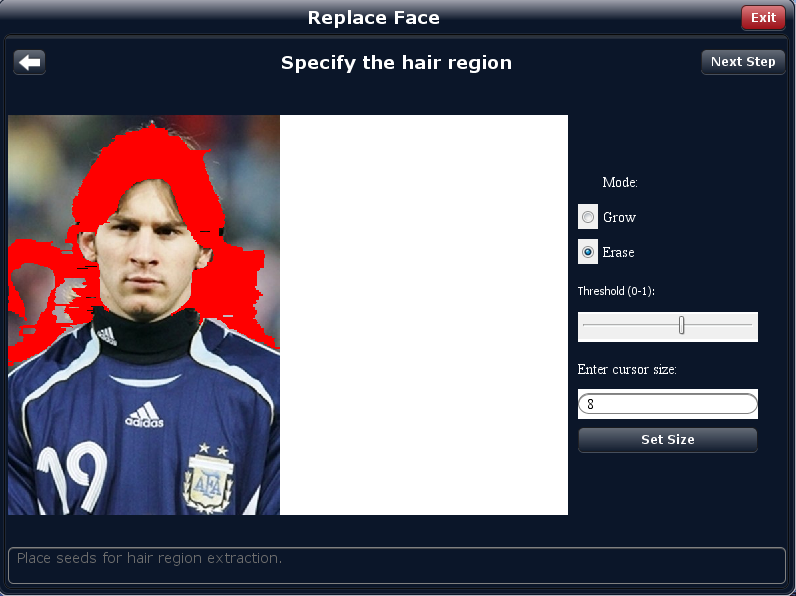 Replace Face
Exit
Specify the hair region
Next Step
Mode:
Grow
Erase
Threshold (0-1):
Enter cursor size:
8
Set Size
adidas
19
AFA
Place seeds for hair region extraction.